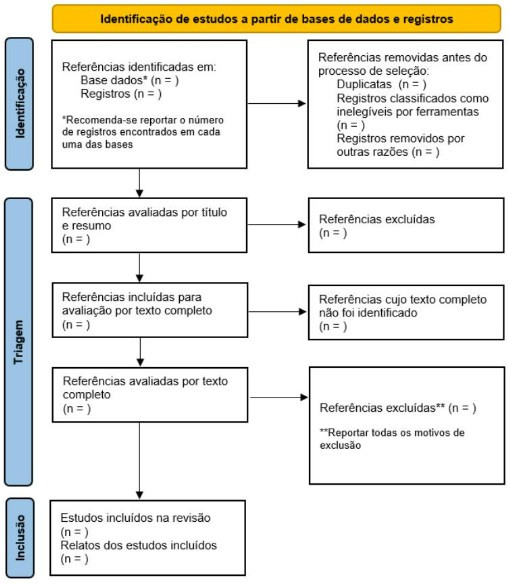 Identificação de estudos a partir de bases de dados e registros
Identificação
Referências identificadas em:
Base dados* (n = )
Registros (n = )
*Recomenda-se reportar o número
de registros encontrados em cada
uma das bases
Referências removidas antes do
processo de seleção:
Duplicatas (n = )
Registros classificados como
inelegíveis por ferramentas
(n = )
Registros removidos por
outras razões (n = )
Triagem
Referências avaliadas por título
e resumo
(n = )
Referências excluídas
(n = )
Referências incluídas para
avaliação por texto completo
(n = )
Referências cujo texto completo
não foi identificado
(n = )
Referências avaliadas por texto
completo
(n = )
Referências excluídas** (n = )
**Reportar todas os motivos de
exclusão
Inclusão
Estudos incluídos na revisão
(n = )
Relatos dos estudos incluídos
(n = )